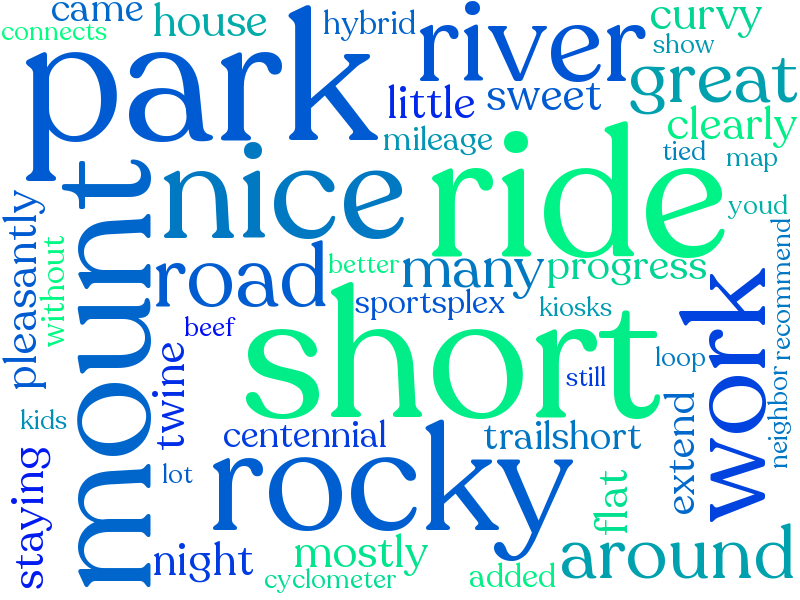 came
house
hybrid
river
curvy
connects
show
park
little
sweet
great
mileage
clearly
tied
map
mount
nice
ride
pleasantly
without
youd
road
better
many
progress
recommend
sportsplex
kiosks
beef
short
work
twine
still
loop
neighbor
kids
centennial
trailshort
extend
staying
lot
rocky
flat
night
mostly
around
cyclometer
added